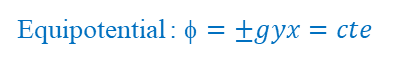 Equipotential: ϕ = ±gyx = cte